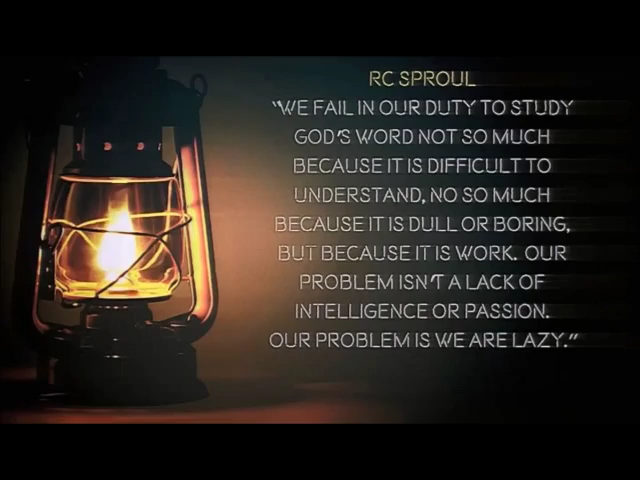 RC SPROUL
"WE FAIL IN OUR DUTY TO STUDY
GOD'S WORD NOT SO MUCH
BECAUSE IT IS DIFFICULT TO
UNDERSTAND, NO SO MUCH
BECAUSE IT IS DULL OR BORING,
BUT BECAUSE IT IS WORK. OUR
PROBLEM ISN'T A LACK OF
INTELLIGENCE OR PASSION.
OUR PROBLEM IS WE ARE LAZY."